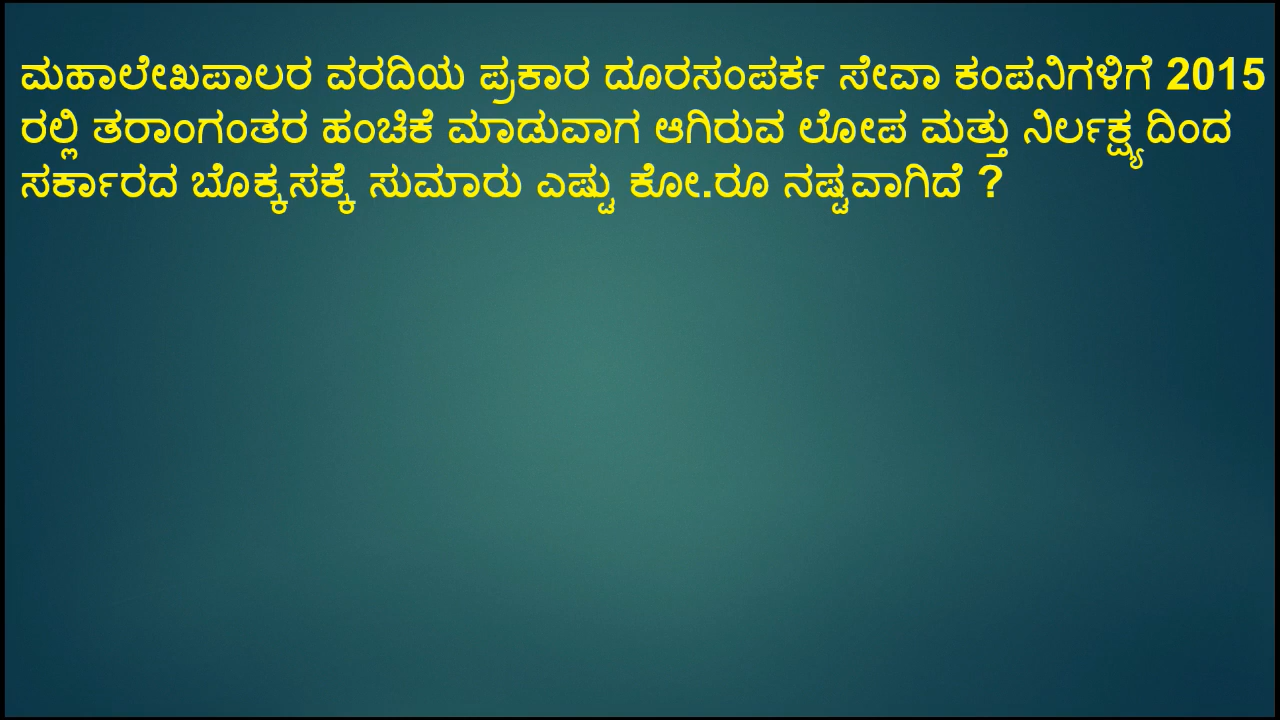 ಮಹಾಲೇಖಪಾಲರ ವರದಿಯ ಪ್ರಕಾರ ದೂರಸಂಪರ್ಕ ಸೇವಾ ಕಂಪನಿಗಳಿಗೆ 2015
ರಲ್ಲಿ ತರಾಂಗಂತರ ಹಂಚಿಕೆ ಮಾಡುವಾಗ ಆಗಿರುವ ಲೋಪ ಮತ್ತು ನಿರ್ಲಕ್ಷ್ಯದಿಂದ
ಸರ್ಕಾರದ ಬೊಕ್ಕಸಕ್ಕೆ ಸುಮಾರು ಎಷ್ಟು ಕೋ.ರೂ ನಷ್ಟವಾಗಿದೆ ?